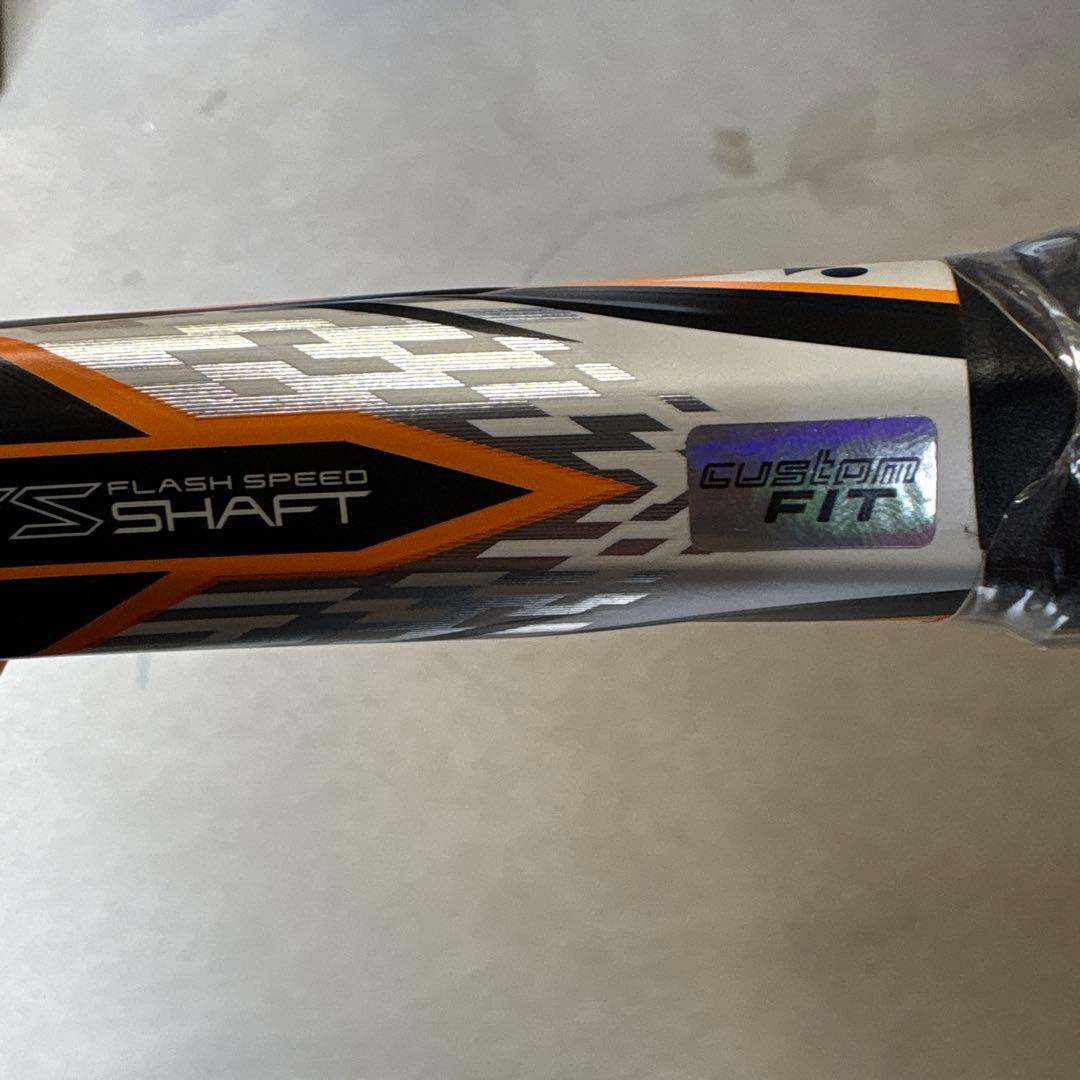 FLASH SPEED
SHAFT
custom
FIT